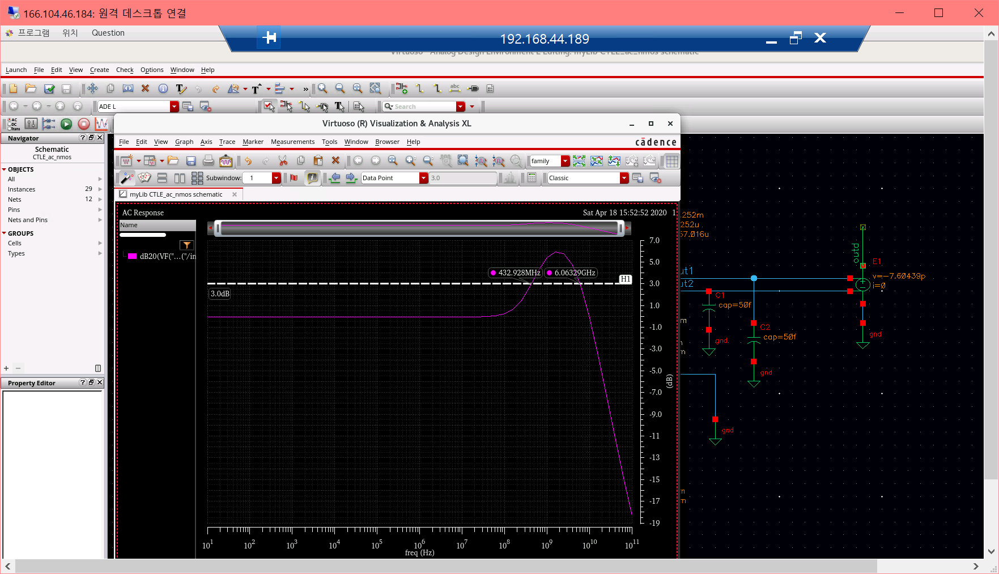 166.104.46.184: 원격 데스크톱 연결
프로그램 위치 Question
192.168.44.189
Virtuoso - Analog Design Environment L Editing: myLib CTLE_ac_nmos schematic
Launch File Edit View Create Check Options Window Help
abc
ADE L
Search
AC
DC
Trans
Virtuoso (R) Visualization & Analysis XL
Navigator
Schematic
CTLE_ac_nmos
OBJECTS
All
Instances 29
Nets 12
Pins
Nets and Pins
GROUPS
Cells
Types
Property Editor
File Edit View Graph Axis Trace Marker Measurements Tools Window Browser Help
cādence
family
Subwindow: 1
Data Point
3.0
Classic
myLib CTLE_ac_nmos schematic
AC Response
Sat Apr 18 15:52:52 2020 1
Name
dB20(VF("...("/in
432.928MHz
6.06329GHz
H1
3.0dB
7.0
5.0
3.0
1.0
-1.0
-3.0
-5.0
-7.0
-9.0
-11
-13
-15
-17
-19
(dB)
10^1 10^2 10^3 10^4 10^5 10^6 10^7 10^8 10^9 10^10 10^11
freq (Hz)
252m
252u
57.016u
outd
E1
v=-7.60439p
i=0
ut1
ut2
C1
cap=50f
gnd
C2
cap=50f
gnd
gnd
gnd
m
m
m
m